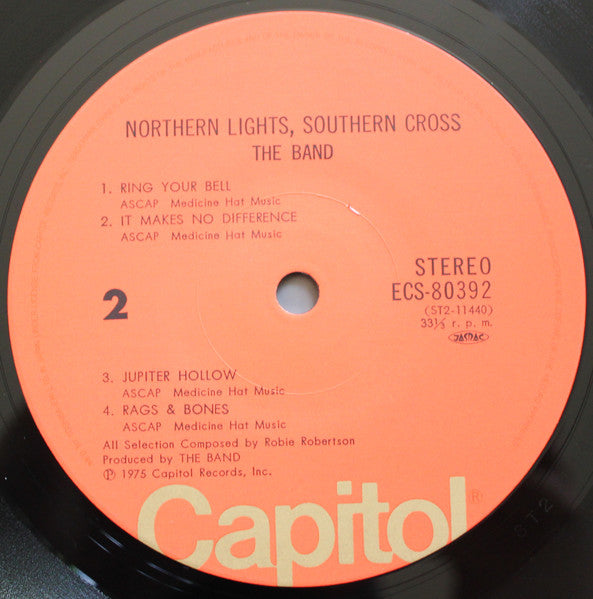 NORTHERN LIGHTS, SOUTHERN CROSS
THE BAND
1. RING YOUR BELL
ASCAP Medicine Hat Music
2. IT MAKES NO DIFFERENCE
ASCAP Medicine Hat Music
2
STEREO
ECS-80392
(ST2-11440)
33⅓ r. p. m.
JASRAC
3. JUPITER HOLLOW
ASCAP Medicine Hat Music
4. RAGS & BONES
ASCAP Medicine Hat Music
All Selection Composed by Robie Robertson
Produced by THE BAND
℗ 1975 Capitol Records, Inc.
Capitol®
ST2